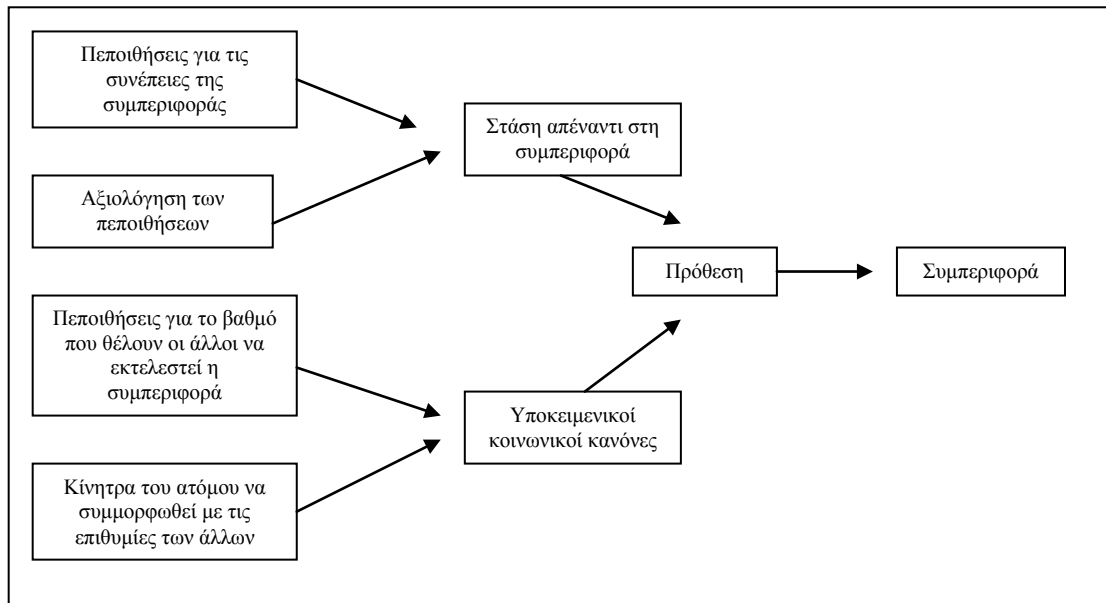 Πεποιθήσεις για τις
συνέπειες της
συμπεριφοράς
Αξιολόγηση των
πεποιθήσεων
Πεποιθήσεις για το βαθμό
που θέλουν οι άλλοι να
εκτελεστεί η
συμπεριφορά
Κίνητρα του ατόμου να
συμμορφωθεί με τις
επιθυμίες των άλλων
Στάση απέναντι στη
συμπεριφορά
Υποκειμενικοί
κοινωνικοί κανόνες
Πρόθεση
Συμπεριφορά